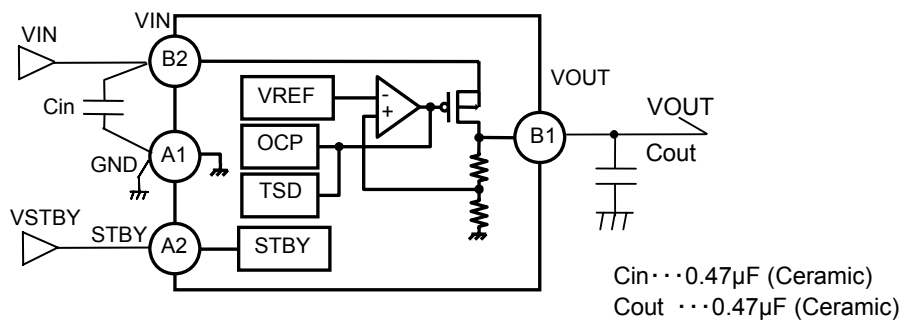 VIN
VIN
B2
Cin
VREF
-
+
OCP
TSD
VOUT
VOUT
B1
Cout
GND
A1
VSTBY
STBY
A2
STBY
Cin・・・0.47µF (Ceramic)
Cout ・・・0.47µF (Ceramic)